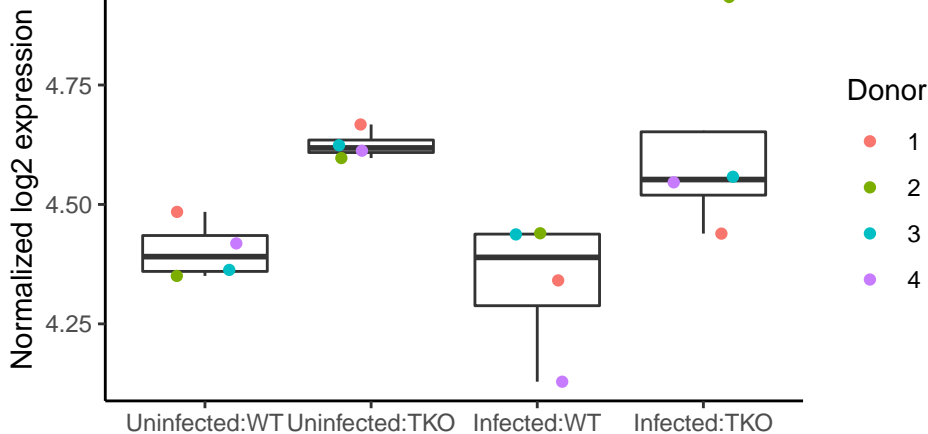 Normalized log2 expression
4.75
4.50
4.25
Uninfected:WT Uninfected:TKO Infected:WT Infected:TKO
Donor
1
2
3
4